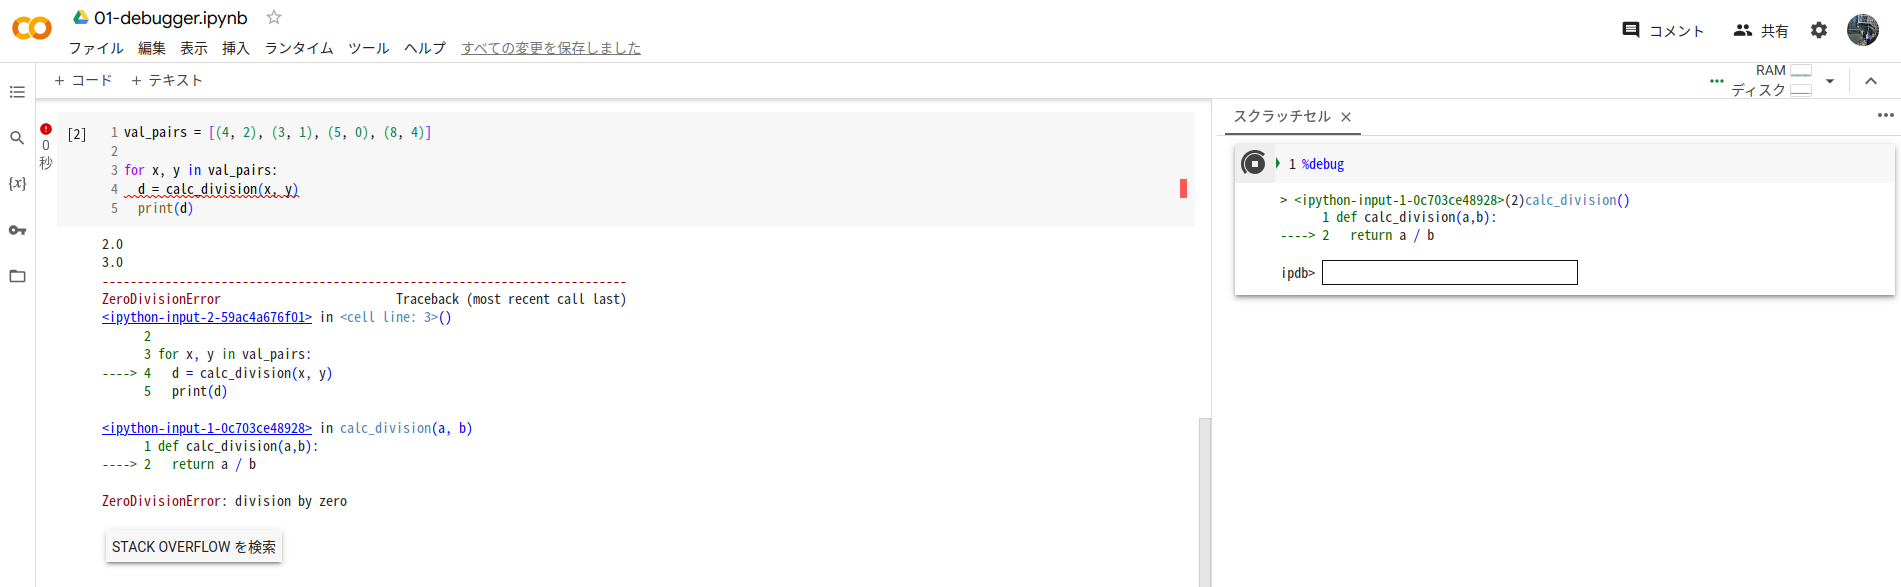 01-debugger.ipynb
ファイル 編集 表示 挿入 ランタイム ツール ヘルプ すべての変更を保存しました
コメント 共有
+ コード + テキスト
RAM
ディスク
[2]
0
秒
1 val_pairs = [(4, 2), (3, 1), (5, 0), (8, 4)]
2
3 for x, y in val_pairs:
4   d = calc_division(x, y)
5   print(d)
2.0
3.0
---------------------------------------------------------------------------
ZeroDivisionError                         Traceback (most recent call last)
<ipython-input-2-59ac4a676f01> in <cell line: 3>()
      2
      3 for x, y in val_pairs:
----> 4   d = calc_division(x, y)
      5   print(d)
<ipython-input-1-0c703ce48928> in calc_division(a, b)
      1 def calc_division(a,b):
----> 2   return a / b
ZeroDivisionError: division by zero
STACK OVERFLOW を検索
スクラッチセル
1 %debug
> <ipython-input-1-0c703ce48928>(2)calc_division()
      1 def calc_division(a,b):
----> 2   return a / b
ipdb>
{x}